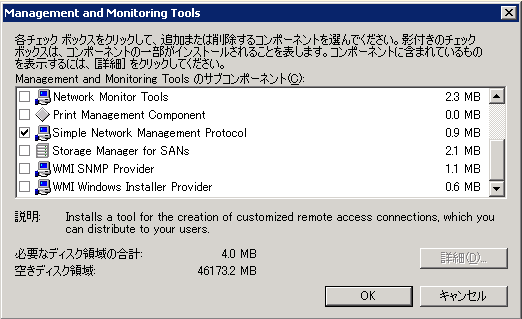 Management and Monitoring Tools
各チェック ボックスをクリックして、追加または削除するコンポーネントを選んでください。影付きのチェック
ボックスは、コンポーネントの一部がインストールされることを表します。コンポーネントに含まれているもの
を表示するには、[詳細] をクリックしてください。
Management and Monitoring Tools のサブコンポーネント(C):
Network Monitor Tools 2.3 MB
Print Management Component 0.0 MB
Simple Network Management Protocol 0.9 MB
Storage Manager for SANs 2.1 MB
WMI SNMP Provider 1.1 MB
WMI Windows Installer Provider 0.6 MB
説明: Installs a tool for the creation of customized remote access connections, which you
can distribute to your users.
必要なディスク領域の合計: 4.0 MB
空きディスク領域: 46173.2 MB
詳細(D)...
OK キャンセル